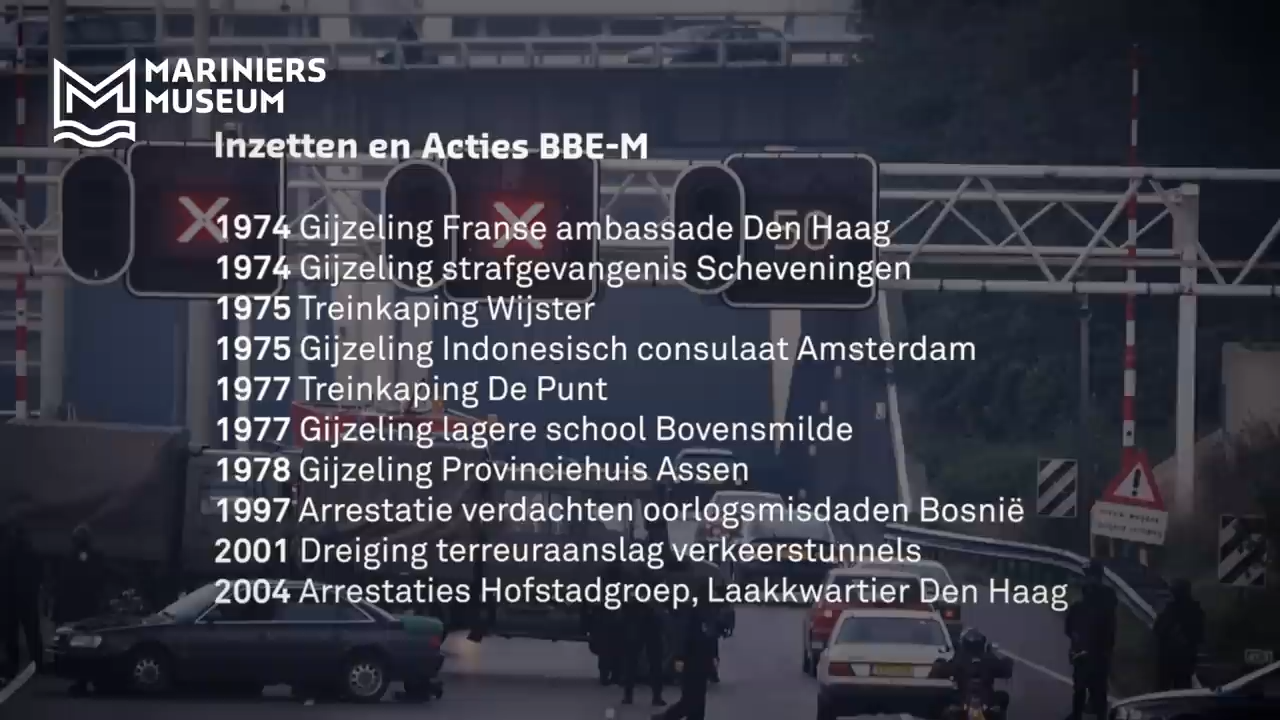 MARINIERS
MUSEUM
Inzetten en Acties BBE-M
1974 Gijzeling Franse ambassade Den Haag
1974 Gijzeling strafgevangenis Scheveningen
1975 Treinkaping Wijster
1975 Gijzeling Indonesisch consulaat Amsterdam
1977 Treinkaping De Punt
1977 Gijzeling lagere school Bovensmilde
1978 Gijzeling Provinciehuis Assen
1997 Arrestatie verdachten oorlogsmisdaden Bosnië
2001 Dreiging terreuraanslag verkeerstunnels
2004 Arrestaties Hofstadgroep, Laakkwartier Den Haag
50